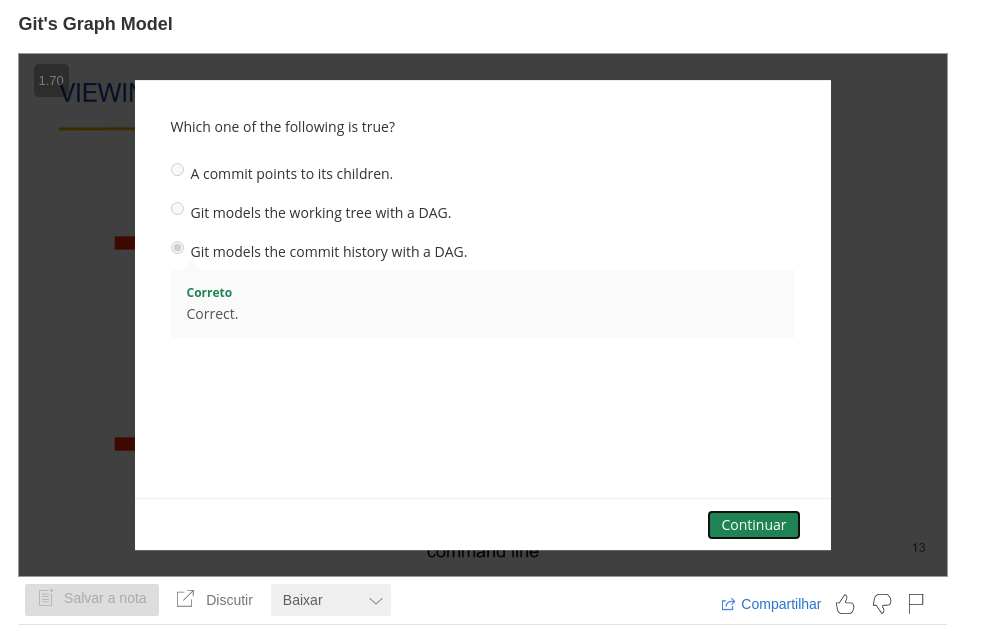 Git's Graph Model
1.70
VIEWIN
Which one of the following is true?
A commit points to its children.
Git models the working tree with a DAG.
Git models the commit history with a DAG.
Correto
Correct.
Continuar
command line
13
Salvar a nota
Discutir
Baixar
Compartilhar